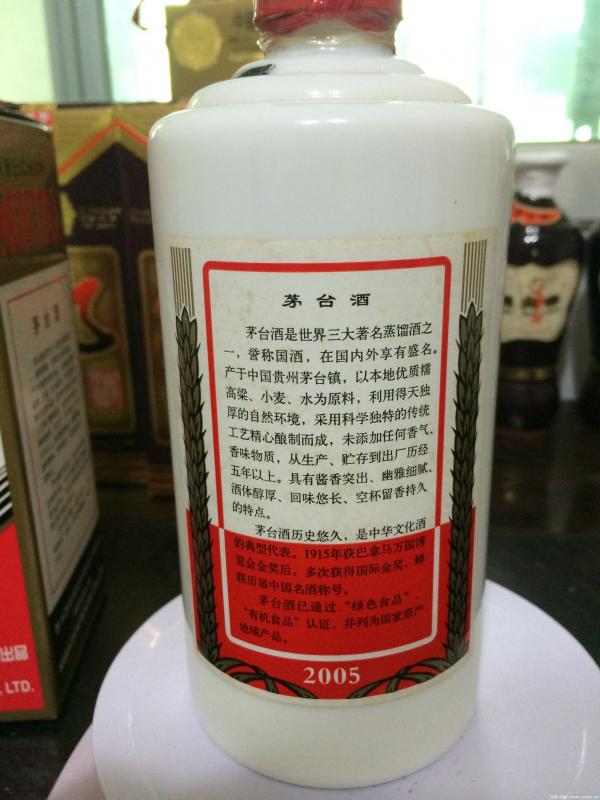 茅台酒
茅台酒是世界三大著名蒸馏酒之
一，誉称国酒，在国内外享有盛名。
产于中国贵州茅台镇，以本地优质糯
高粱、小麦、水为原料，利用得天独
厚的自然环境，采用科学独特的传统
工艺精心酿制而成，未添加任何香气、
香味物质，从生产、贮存到出厂历经
五年以上。具有酱香突出、幽雅细腻、
酒体醇厚、回味悠长、空杯留香持久
的特点。
茅台酒历史悠久，是中华文化酒
的典型代表。1915年获巴拿马万国博
览会金奖后，多次获得国际金奖，蝉
联历届中国名酒称号。
茅台酒已通过“绿色食品”、
“有机食品”认证，并列为国家原产
地域产品。
2005
茅台酒
出品
, LTD.